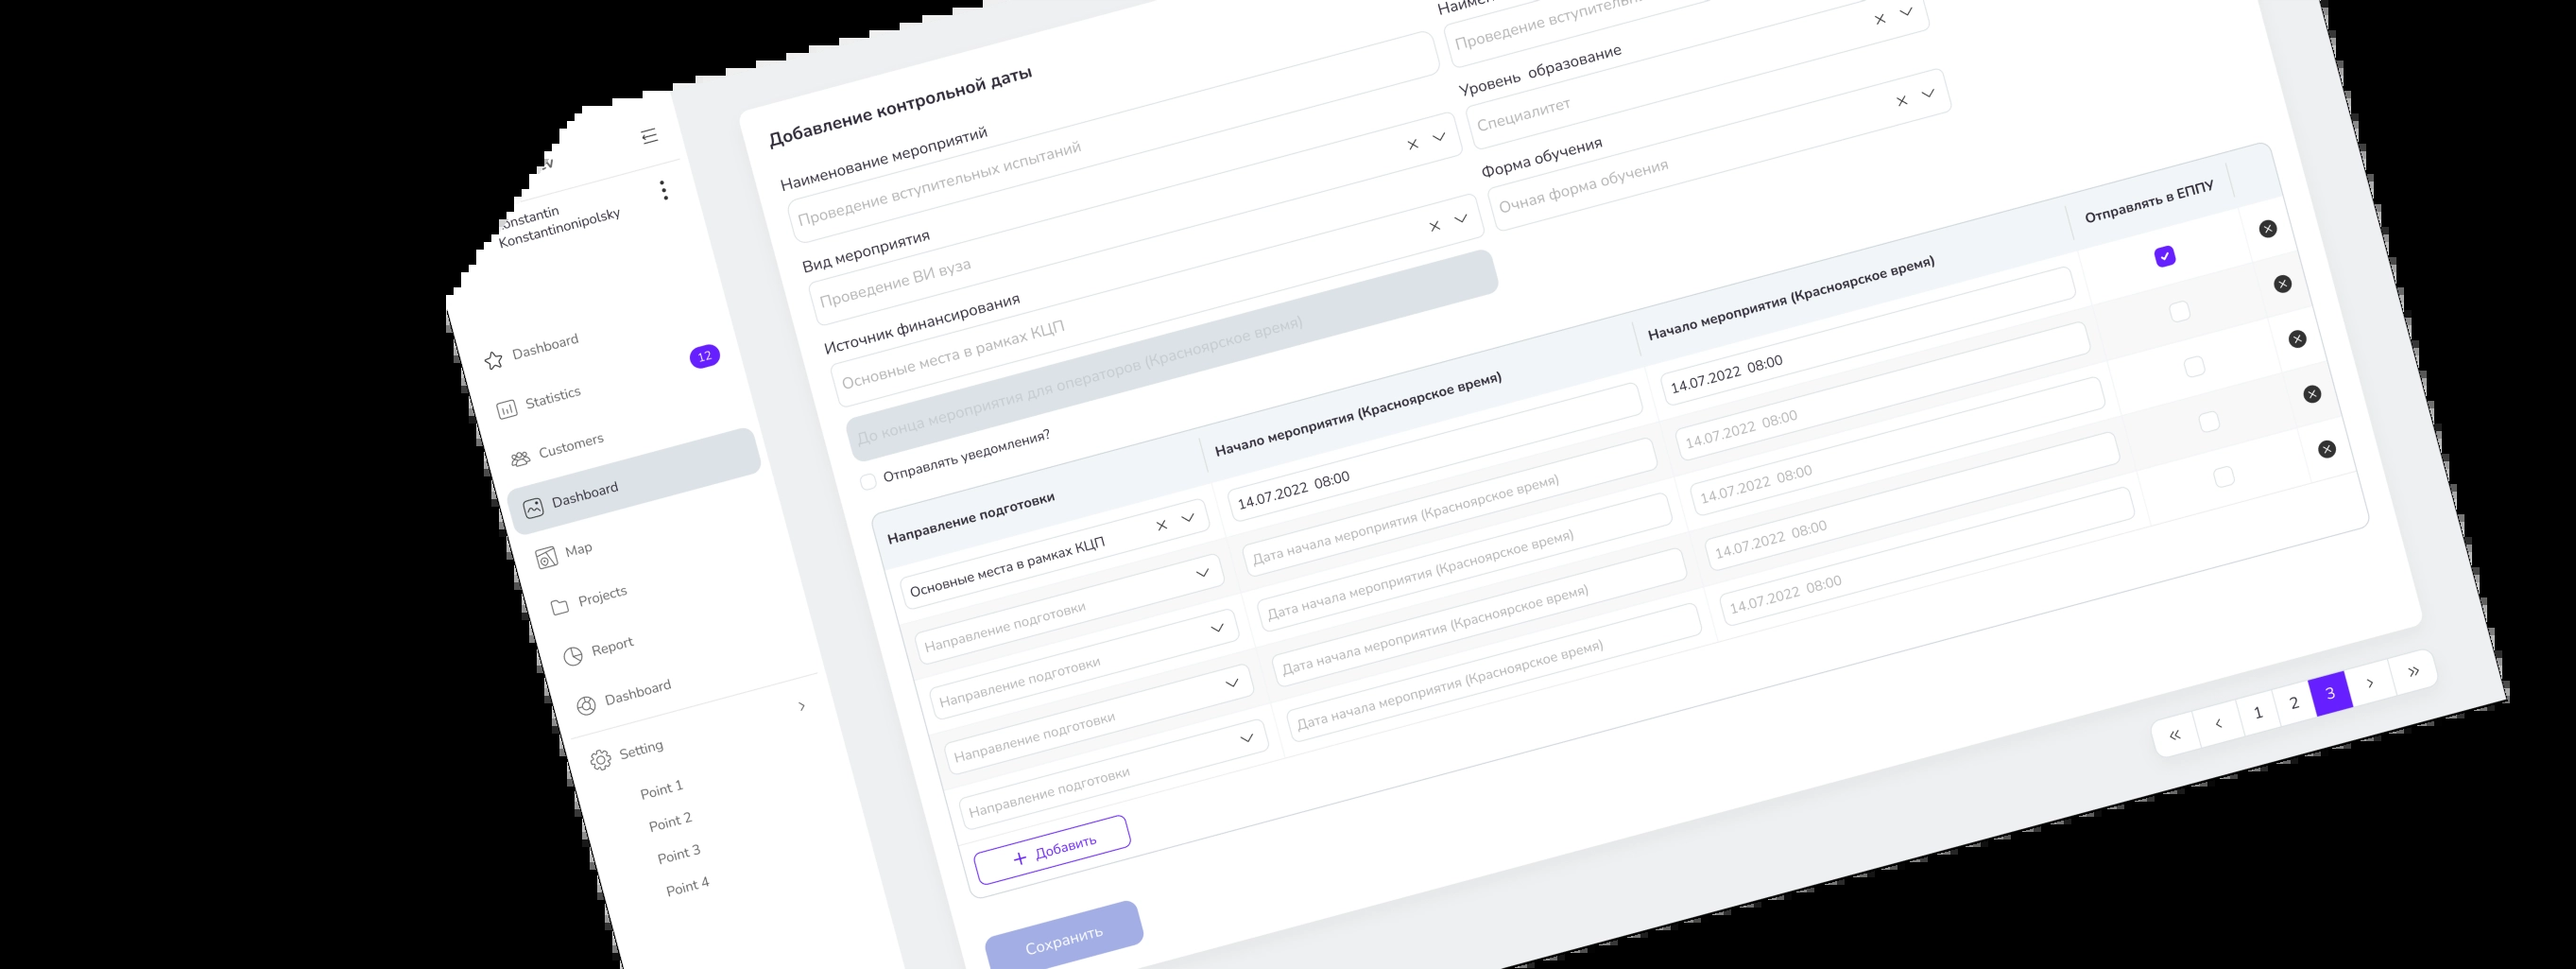 Konstantinonipolsky
Dashboard
Statistics
12
Customers
Dashboard
Map
Projects
Report
Dashboard
Setting
Point 1
Point 2
Point 3
Point 4
Добавление контрольной даты
Наименование мероприятий
Проведение вступительных испытаний
Вид мероприятия
Проведение ВИ вуза
Источник финансирования
Основные места в рамках КЦП
До конца мероприятия для операторов (Красноярское время)
Отправлять уведомления?
Проведение
Уровень образование
Специалитет
Форма обучения
Очная форма обучения
Направление подготовки
Начало мероприятия (Красноярское время)
Начало мероприятия (Красноярское время)
Отправлять в ЕППУ
Основные места в рамках КЦП
14.07.2022 08:00
14.07.2022 08:00
Направление подготовки
Дата начала мероприятия (Красноярское время)
14.07.2022 08:00
Направление подготовки
Дата начала мероприятия (Красноярское время)
14.07.2022 08:00
Направление подготовки
Дата начала мероприятия (Красноярское время)
14.07.2022 08:00
Направление подготовки
Дата начала мероприятия (Красноярское время)
14.07.2022 08:00
+ Добавить
Сохранить
« ‹ 1 2 3 › »